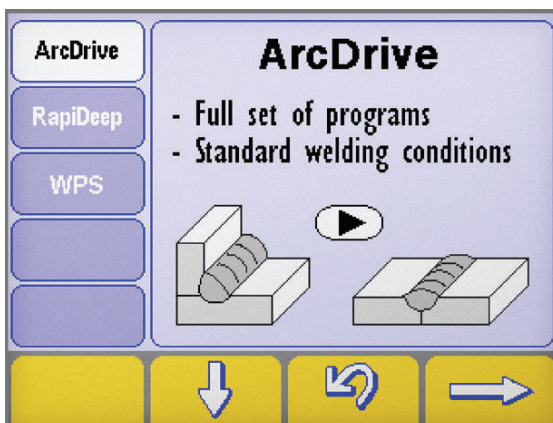 ArcDrive
RapiDeep
WPS
ArcDrive
- Full set of programs
- Standard welding conditions